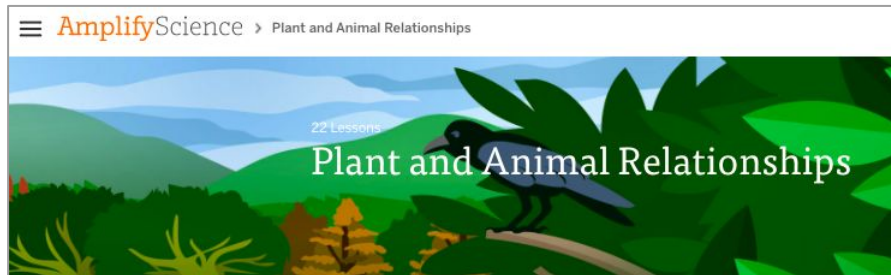 AmplifyScience > Plant and Animal Relationships
22 Lessons
Plant and Animal Relationships